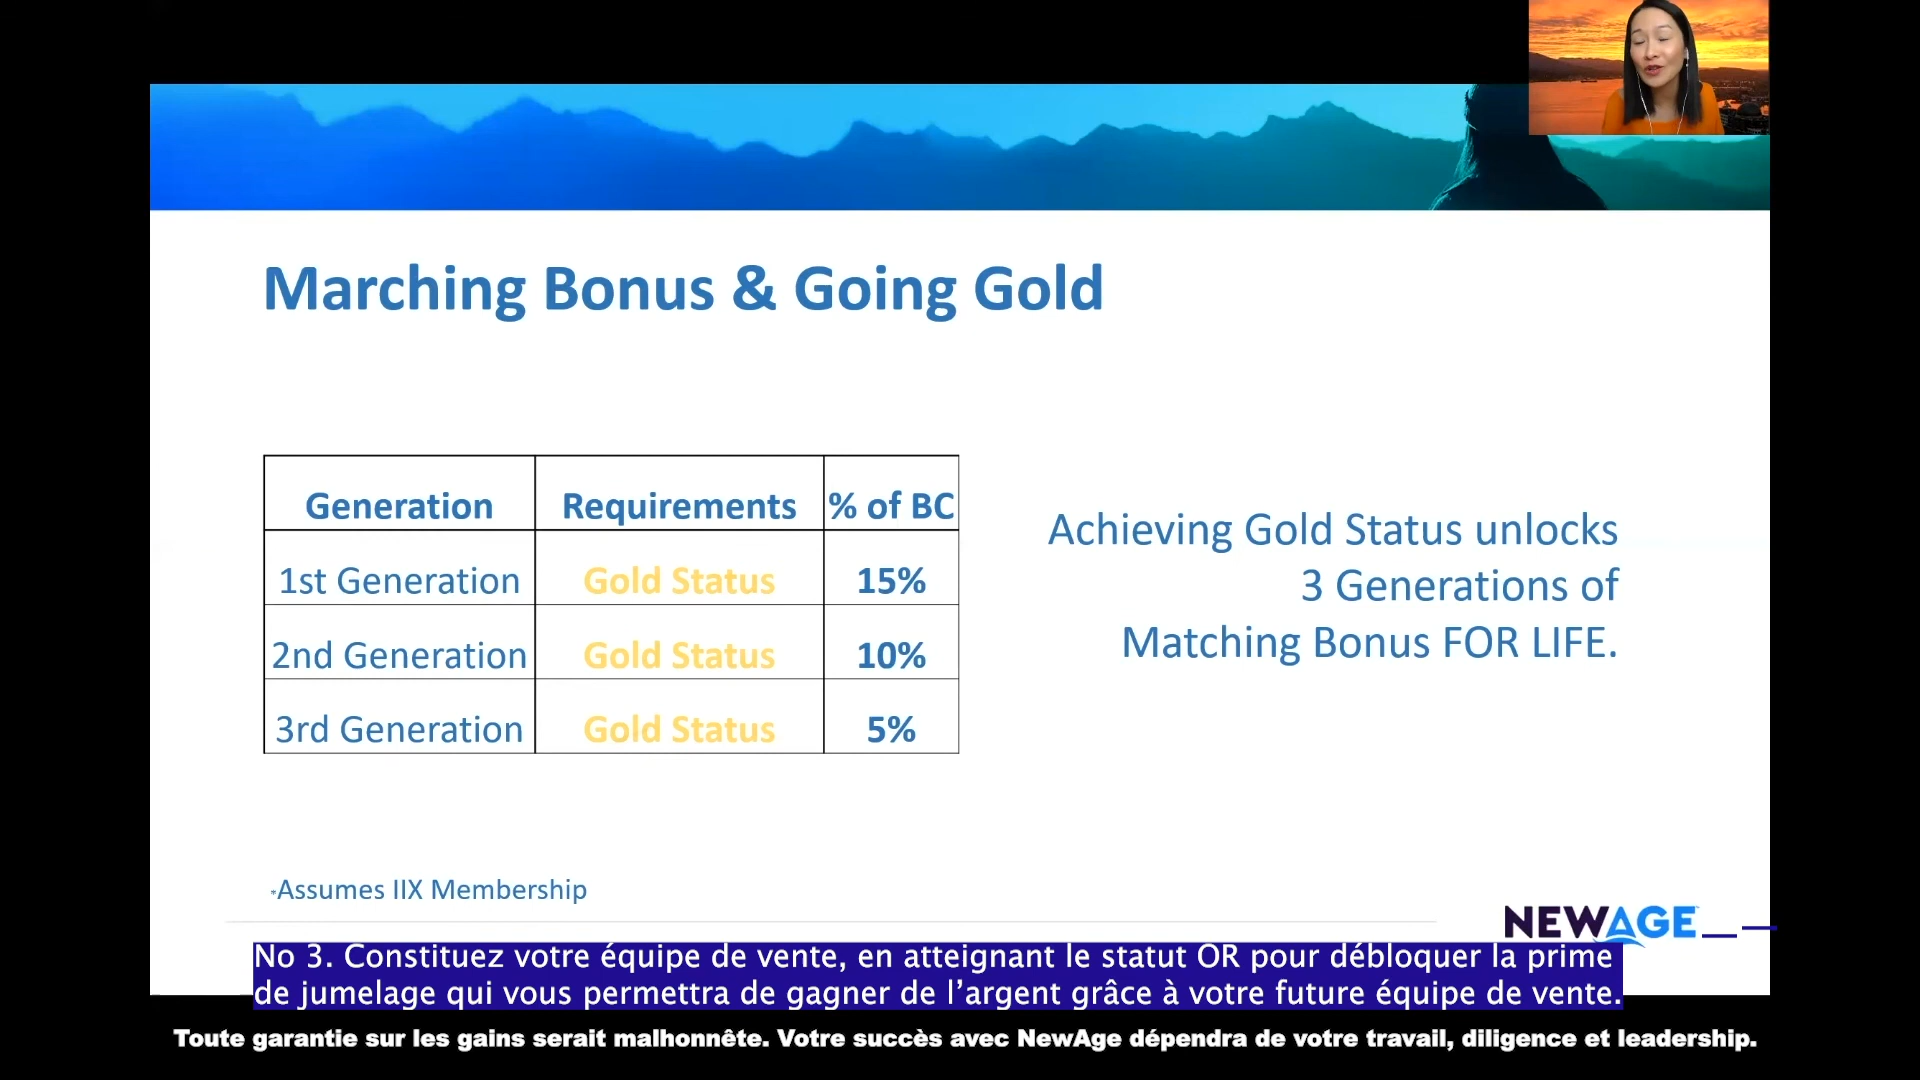 Marching Bonus & Going Gold
Generation Requirements % of BC
1st Generation Gold Status 15%
2nd Generation Gold Status 10%
3rd Generation Gold Status 5%
Achieving Gold Status unlocks
3 Generations of
Matching Bonus FOR LIFE.
*Assumes IIX Membership
NEWAGE
No 3. Constituez votre équipe de vente, en atteignant le statut OR pour débloquer la prime
de jumelage qui vous permettra de gagner de l’argent grâce à votre future équipe de vente.
Toute garantie sur les gains serait malhonnête. Votre succès avec NewAge dépendra de votre travail, diligence et leadership.